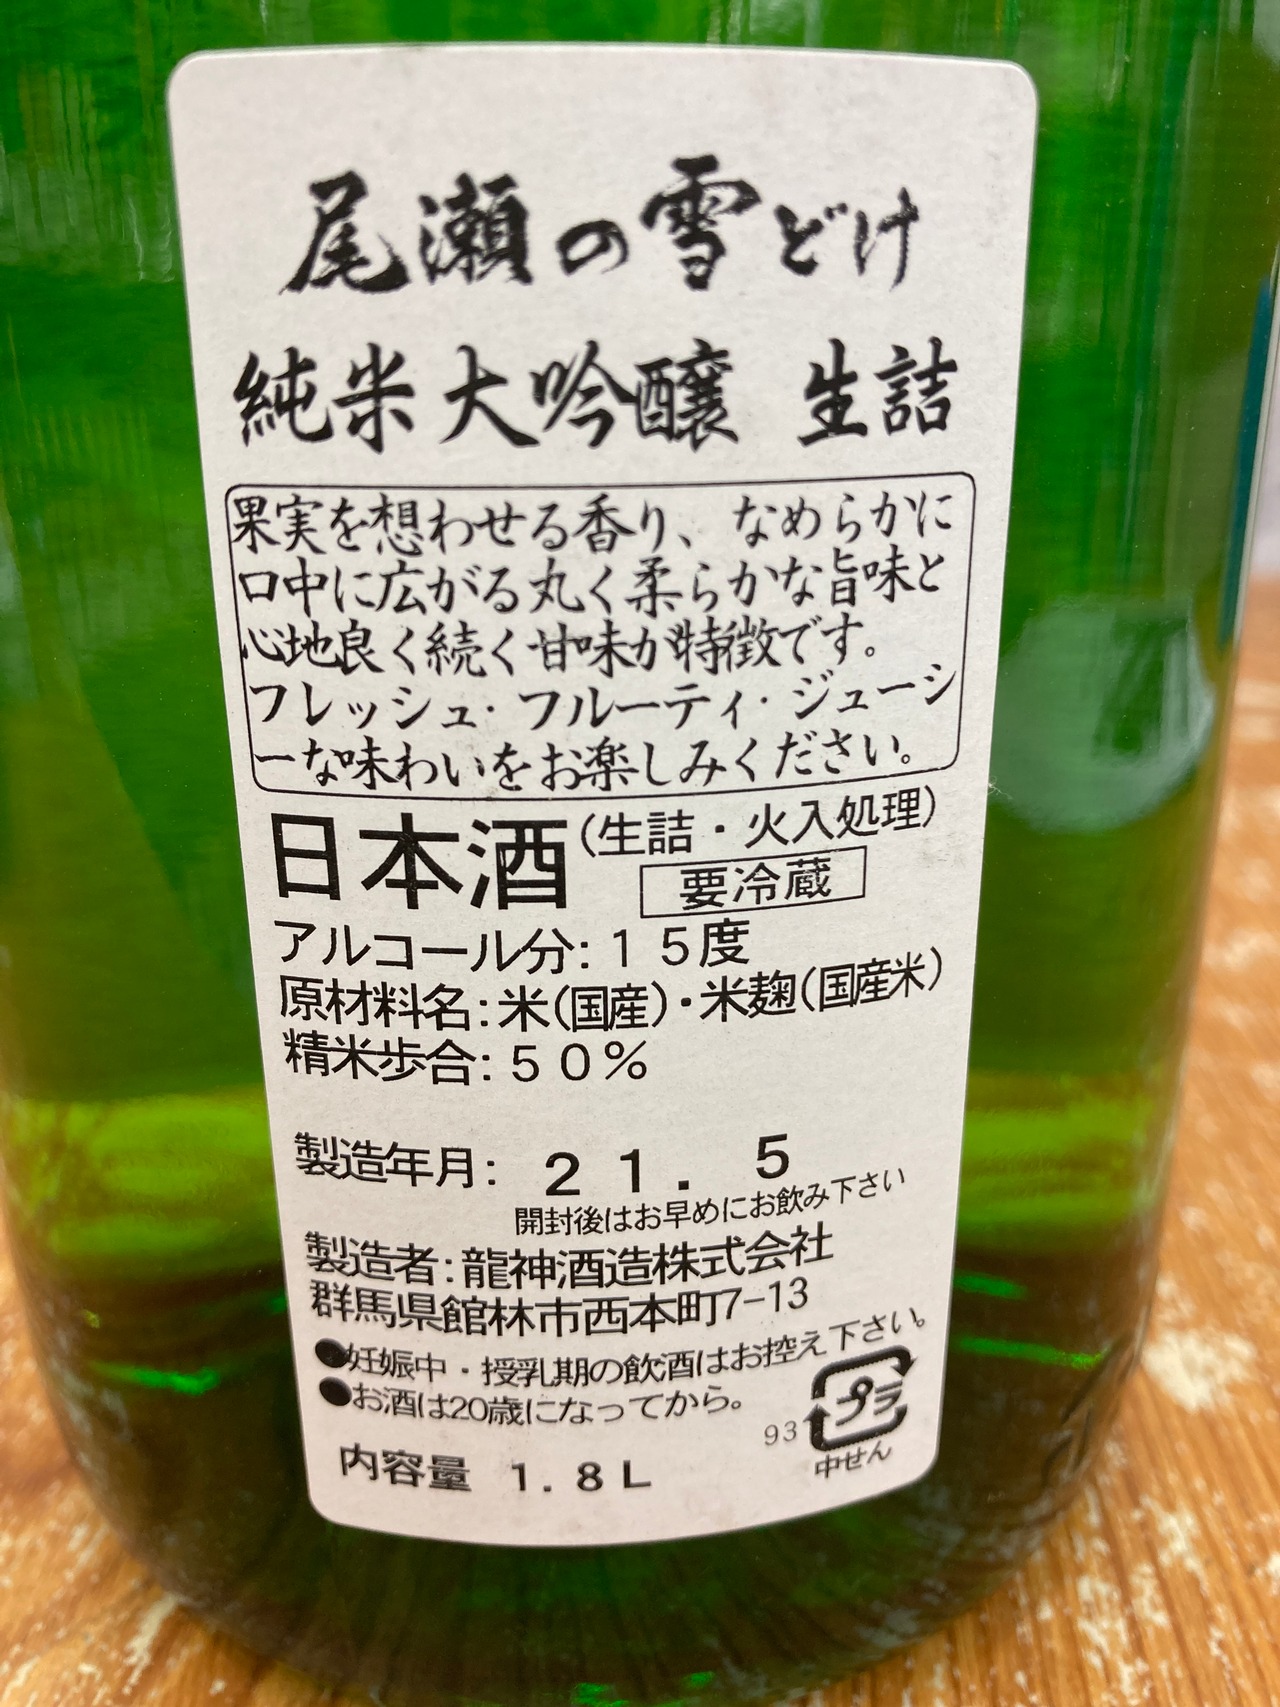 尾瀬の雪どけ
純米大吟醸 生詰
果実を想わせる香り、なめらかに
口中に広がる丸く柔らかな旨味と
心地良く続く甘味が特徴です。
フレッシュ・フルーティ・ジューシ
ーな味わいをお楽しみください。
日本酒(生詰・火入処理)
要冷蔵
アルコール分:15度
原材料名:米(国産)・米麹(国産米)
精米歩合:50%
製造年月: 21. 5
開封後はお早めにお飲み下さい
製造者:龍神酒造株式会社
群馬県館林市西本町7-13
●妊娠中・授乳期の飲酒はお控え下さい。
●お酒は20歳になってから。
93
プラ
中せん
内容量 1.8L